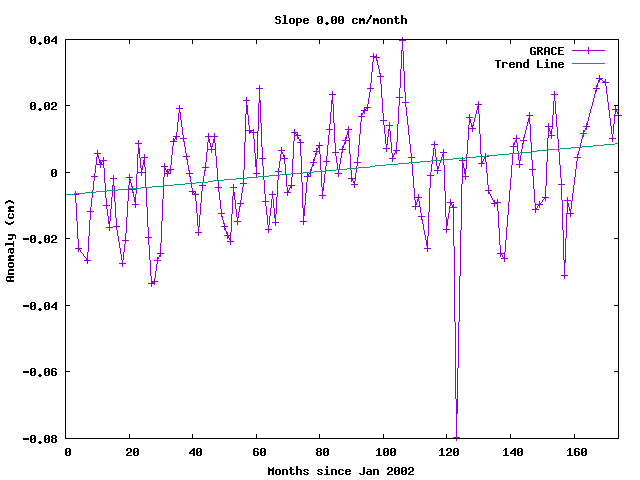 Slope 0.00 cm/month
GRACE
Trend Line
0.04
0.02
0
-0.02
-0.04
-0.06
-0.08
Anomaly (cm)
0 20 40 60 80 100 120 140 160
Months since Jan 2002